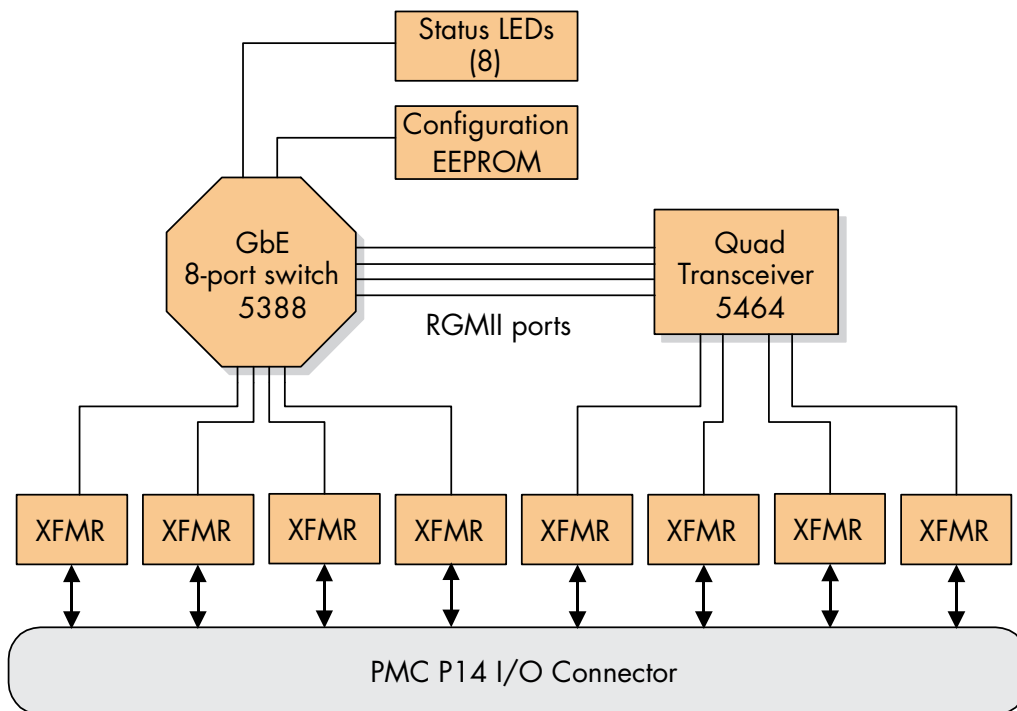 Status LEDs
(8)
Configuration
EEPROM
GbE
8-port switch
5388
Quad
Transceiver
5464
RGMII ports
XFMR
XFMR
XFMR
XFMR
XFMR
XFMR
XFMR
XFMR
PMC P14 I/O Connector